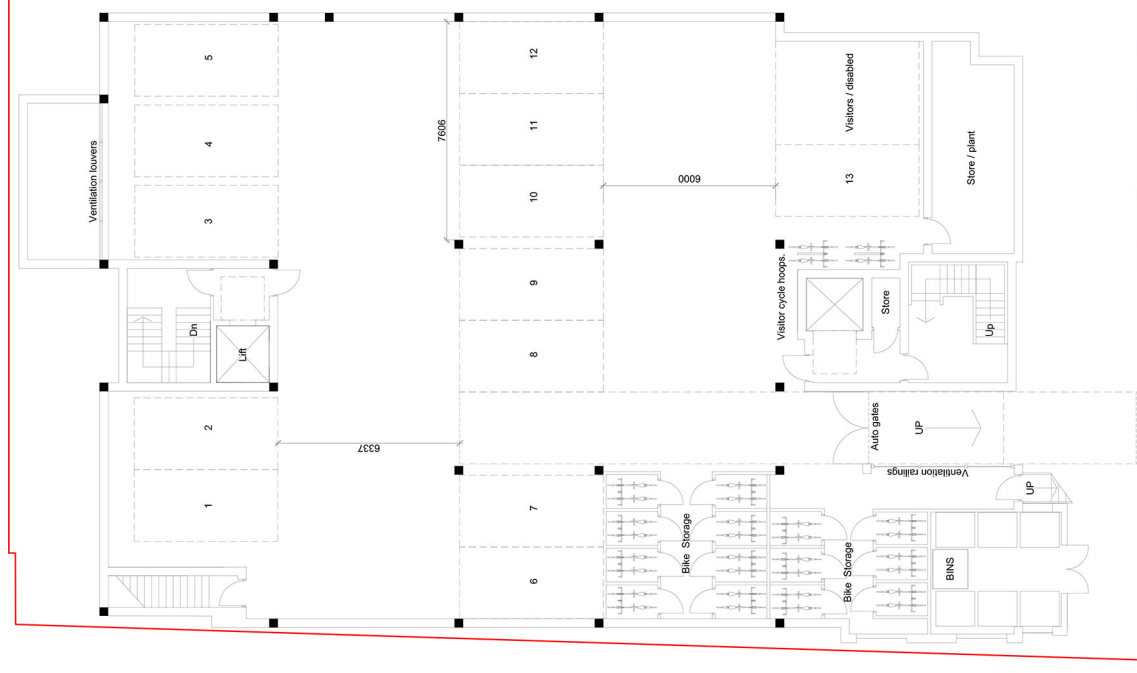 5
4
3
2
1
Ventilation louvers
Dn
Lift
7606
6337
12
11
10
9
8
7
6
6000
Visitors / disabled
13
Store / plant
Visitor cycle hoops.
Store
Up
Auto gates
UP
Ventilation railings
UP
Bike Storage
Bike Storage
BINS